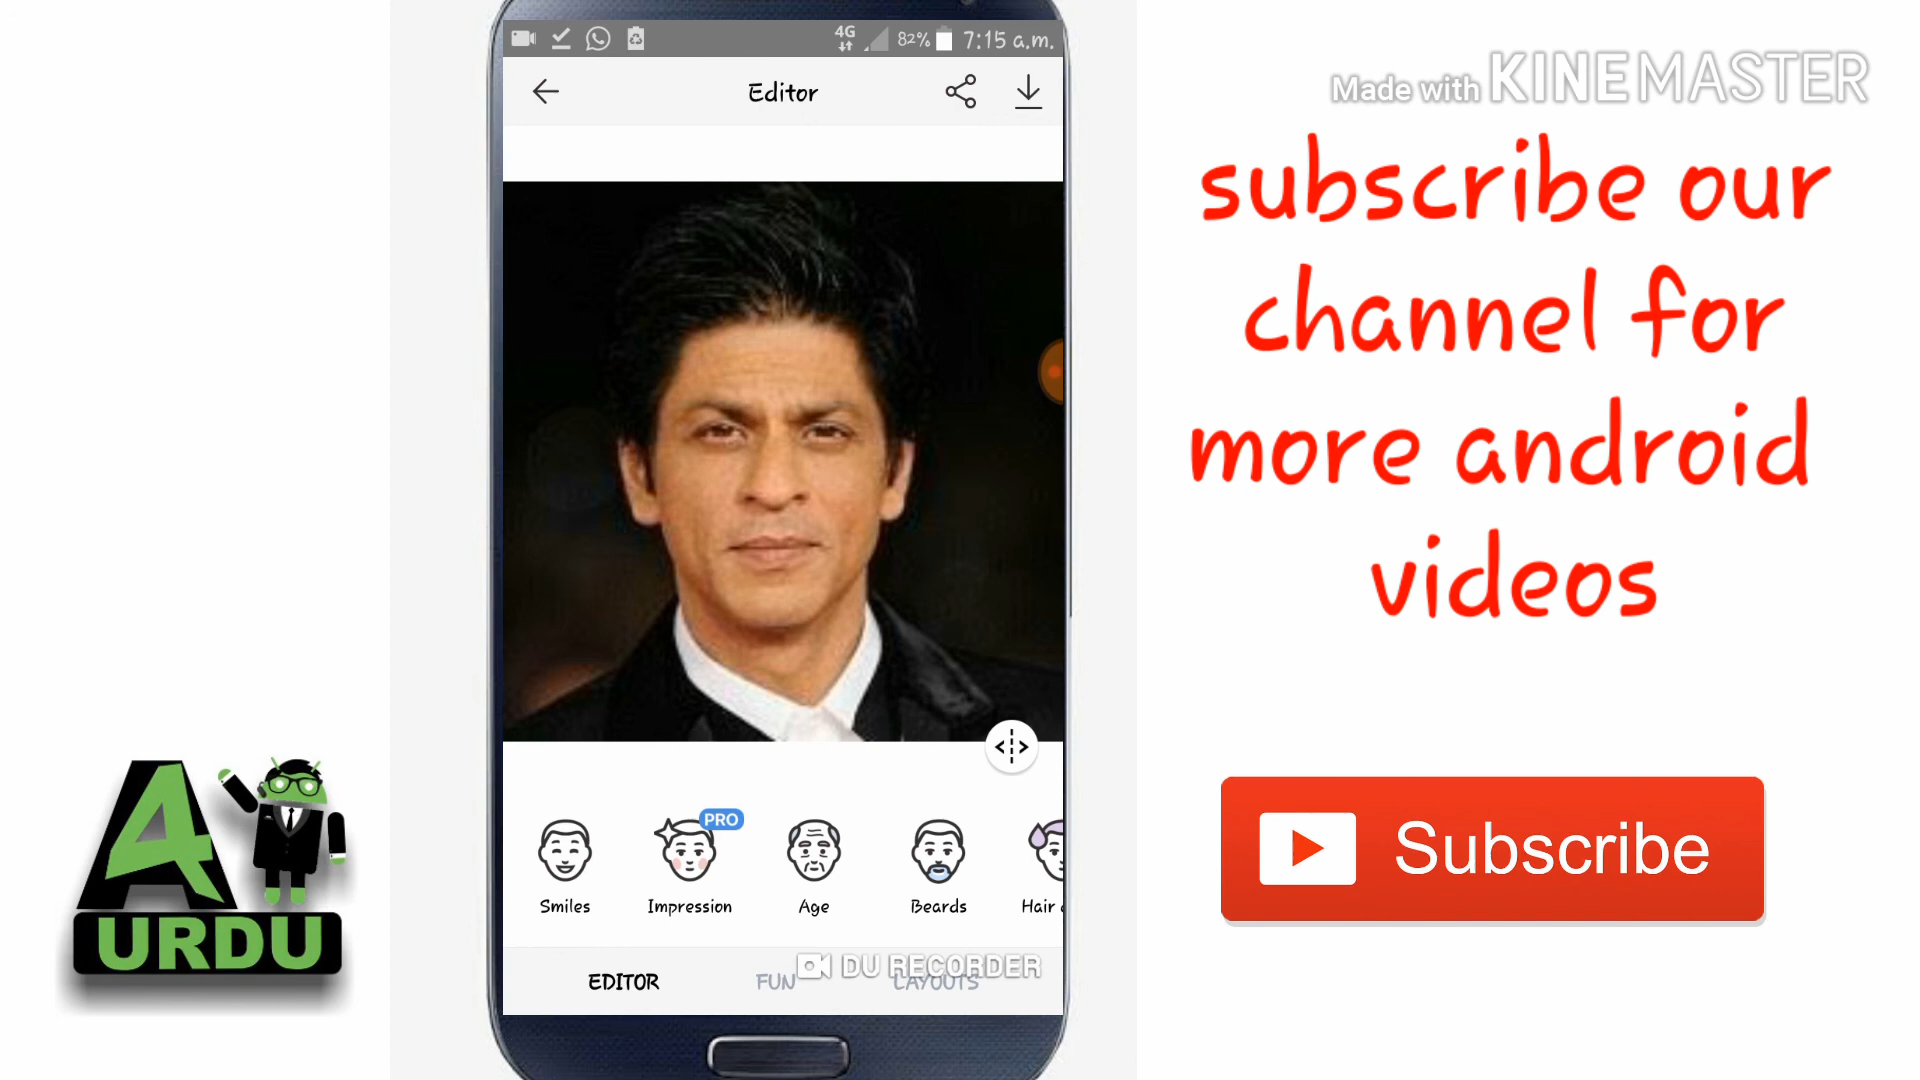 4G 82% 7:15 a.m.
Editor
Made with KINEMASTER
subscribe our
channel for
more android
videos
PRO
Smiles Impression Age Beards Hair
Subscribe
A
URDU
DU RECORDER
EDITOR FUN LAYOUTS